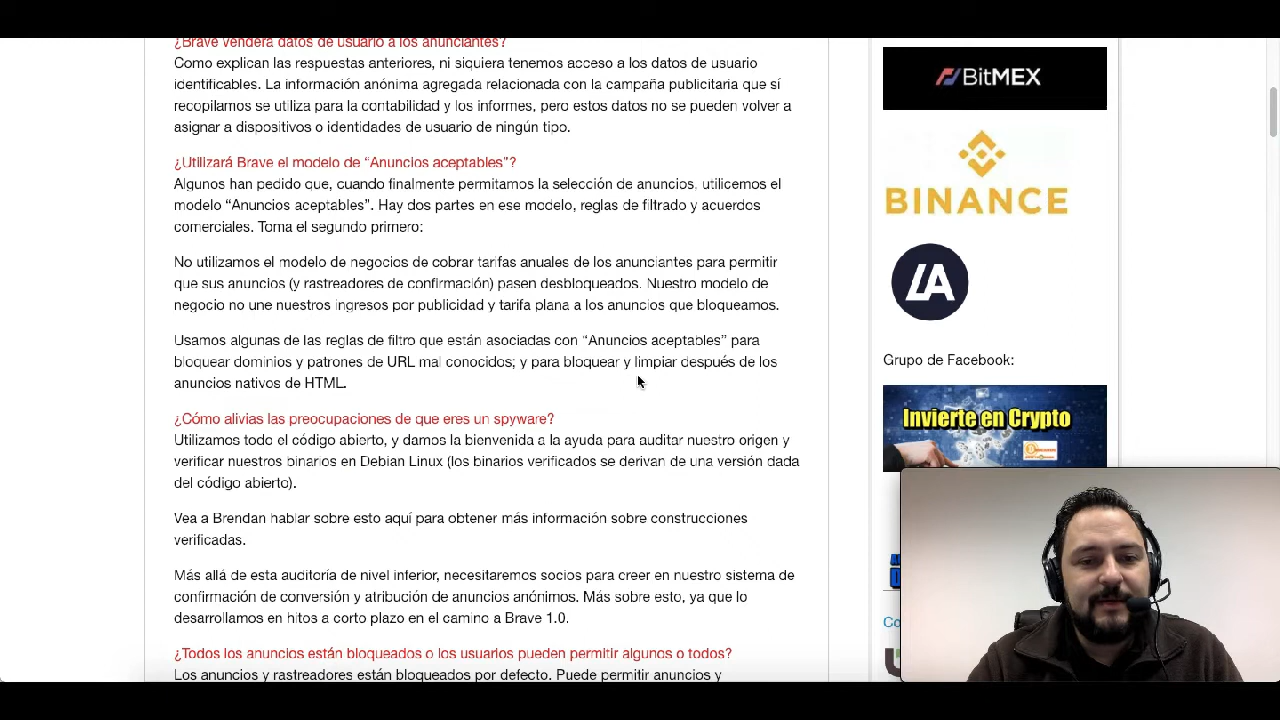 ¿Brave venderá datos de usuario a los anunciantes?
Como explican las respuestas anteriores, ni siquiera tenemos acceso a los datos de usuario
identificables. La información anónima agregada relacionada con la campaña publicitaria que sí
recopilamos se utiliza para la contabilidad y los informes, pero estos datos no se pueden volver a
asignar a dispositivos o identidades de usuario de ningún tipo.
¿Utilizará Brave el modelo de “Anuncios aceptables”?
Algunos han pedido que, cuando finalmente permitamos la selección de anuncios, utilicemos el
modelo “Anuncios aceptable”. Hay dos partes en ese modelo, reglas de filtrado y acuerdos
comerciales. Toma el segundo primero:
No utilizamos el modelo de negocios de cobrar tarifas anuales de los anunciantes para permitir
que sus anuncios (y rastreadores de confirmación) pasen desbloqueados. Nuestro modelo de
negocio no une nuestros ingresos por publicidad y tarifa plana a los anuncios que bloqueamos.
Usamos algunas de las reglas de filtro que están asociadas con “Anuncios aceptables” para
bloquear dominios y patrones de URL mal conocidos; y para bloquear y limpiar después de los
anuncios nativos de HTML.
¿Cómo alivias las preocupaciones de que eres un spyware?
Utilizamos todo el código abierto, y damos la bienvenida a la ayuda para auditar nuestro origen y
verificar nuestros binarios en Debian Linux (los binarios verificados se derivan de una versión dada
del código abierto).
Vea a Brendan hablar sobre esto aquí para obtener más información sobre construcciones
verificadas.
Más allá de esta auditoría de nivel inferior, necesitaremos socios para creer en nuestro sistema de
confirmación de conversión y atribución de anuncios anónimos. Más sobre esto, ya que lo
desarrollamos en hitos a corto plazo en el camino a Brave 1.0.
¿Todos los anuncios están bloqueados o los usuarios pueden permitir algunos o todos?
Los anuncios y rastreadores están bloqueados por defecto. Puede permitir anuncios y
BitMEX
BINANCE
LA
Grupo de Facebook:
Invierte en Crypto
Co